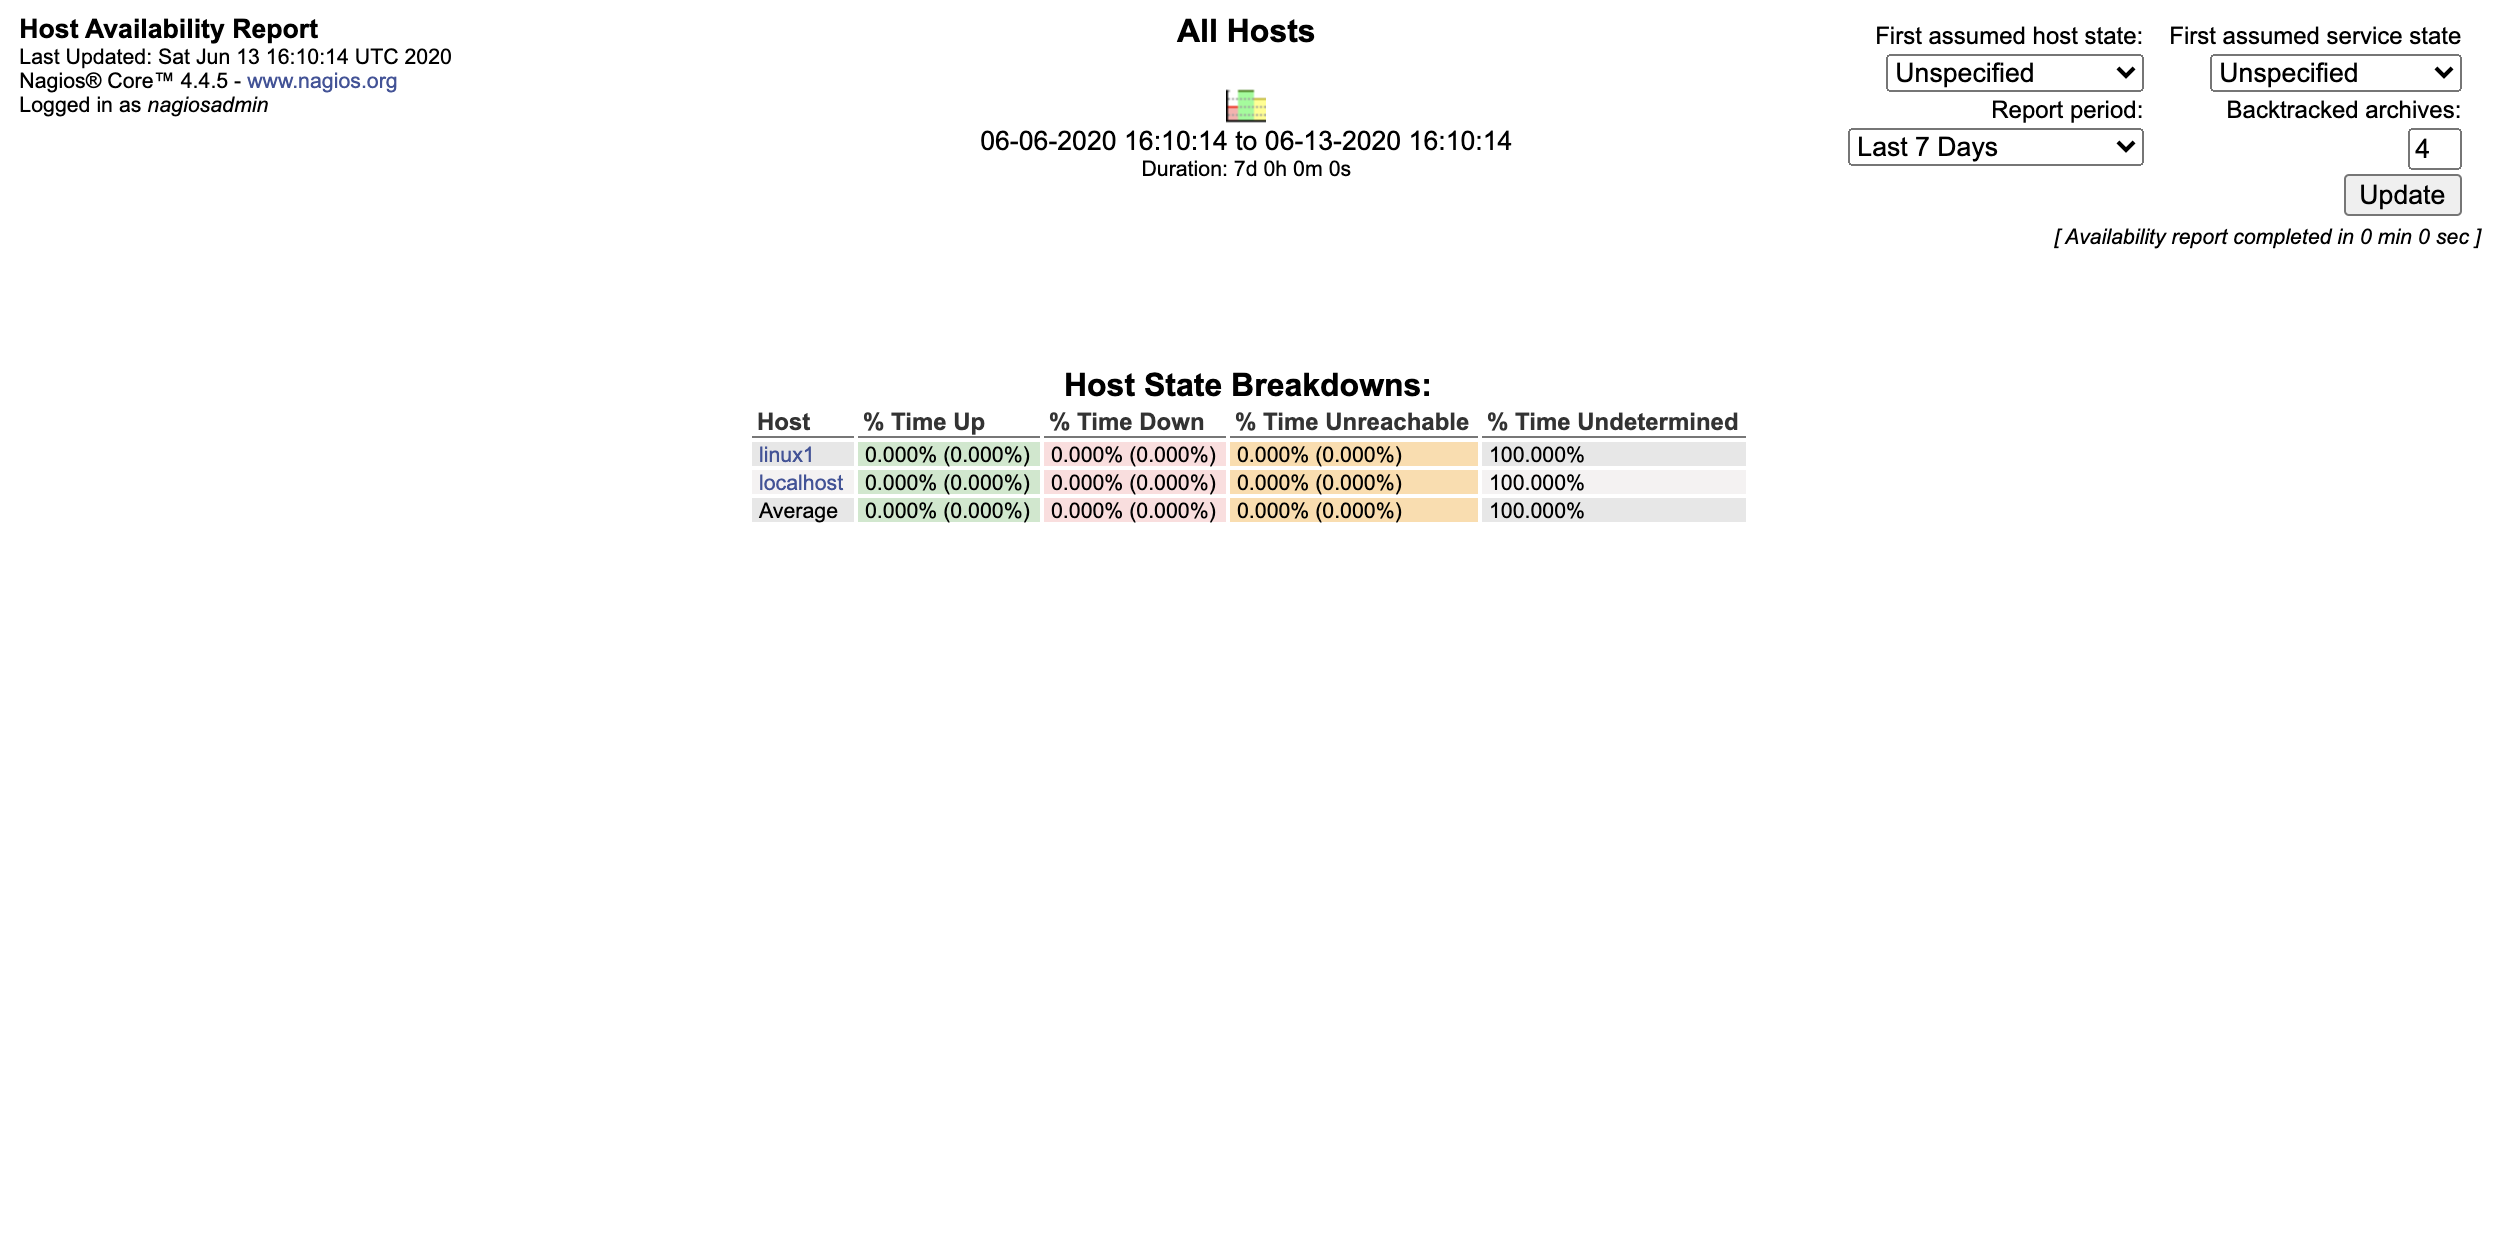 Host Availability Report
Last Updated: Sat Jun 13 16:10:14 UTC 2020
Nagios® Core™ 4.4.5 - www.nagios.org
Logged in as nagiosadmin
All Hosts
06-06-2020 16:10:14 to 06-13-2020 16:10:14
Duration: 7d 0h 0m 0s
First assumed host state: First assumed service state
Unspecified Unspecified
Report period: Backtracked archives:
Last 7 Days 4
Update
[ Availability report completed in 0 min 0 sec ]
Host State Breakdowns:
Host % Time Up % Time Down % Time Unreachable % Time Undetermined
linux1 0.000% (0.000%) 0.000% (0.000%) 0.000% (0.000%) 100.000%
localhost 0.000% (0.000%) 0.000% (0.000%) 0.000% (0.000%) 100.000%
Average 0.000% (0.000%) 0.000% (0.000%) 0.000% (0.000%) 100.000%